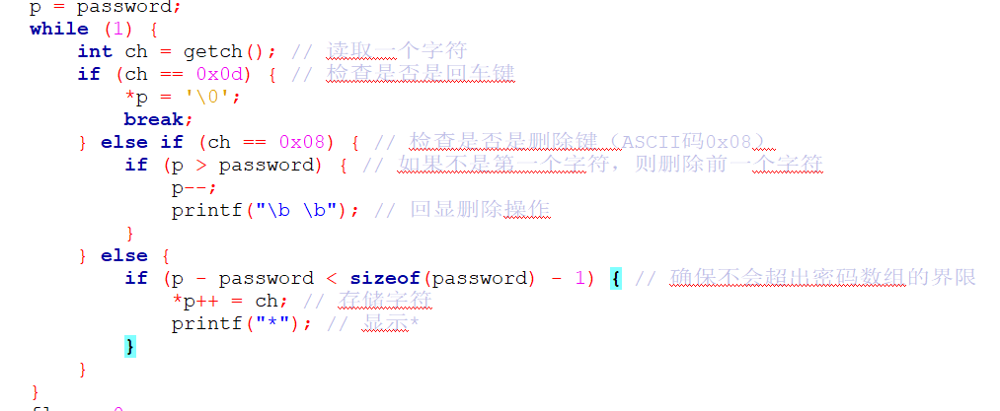 p = password;
while (1) {
int ch = getch(); // 读取一个字符
if (ch == 0x0d) { // 检查是否是回车键
*p = '\0';
break;
} else if (ch == 0x08) { // 检查是否是删除键（ASCII码0x08）
if (p > password) { // 如果不是第一个字符，则删除前一个字符
p--;
printf("\b \b"); // 回显删除操作
}
} else {
if (p - password < sizeof(password) - 1) { // 确保不会超出密码数组的界限
*p++ = ch; // 存储字符
printf("*"); // 显示*
}
}
}